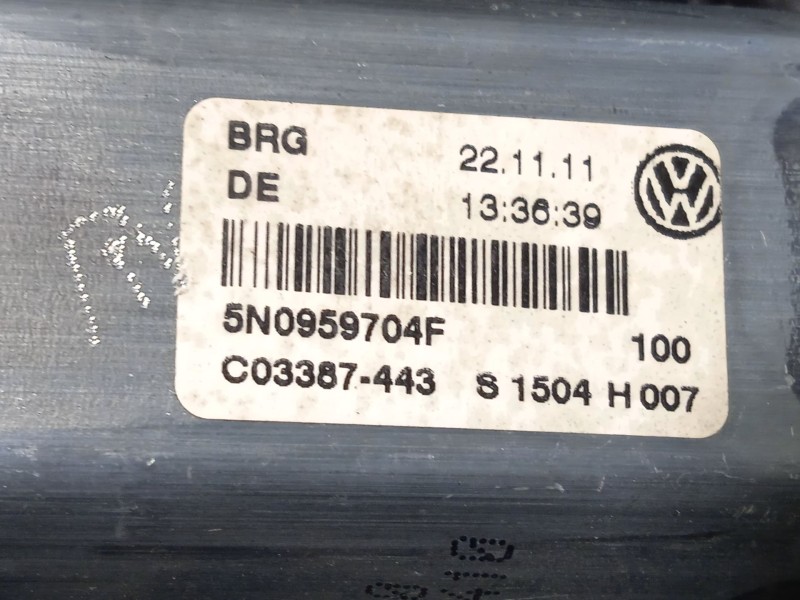 BRG 22.11.11
DE 13:36:39
5N0959704F 100
C03387-443 S 1504 H 007